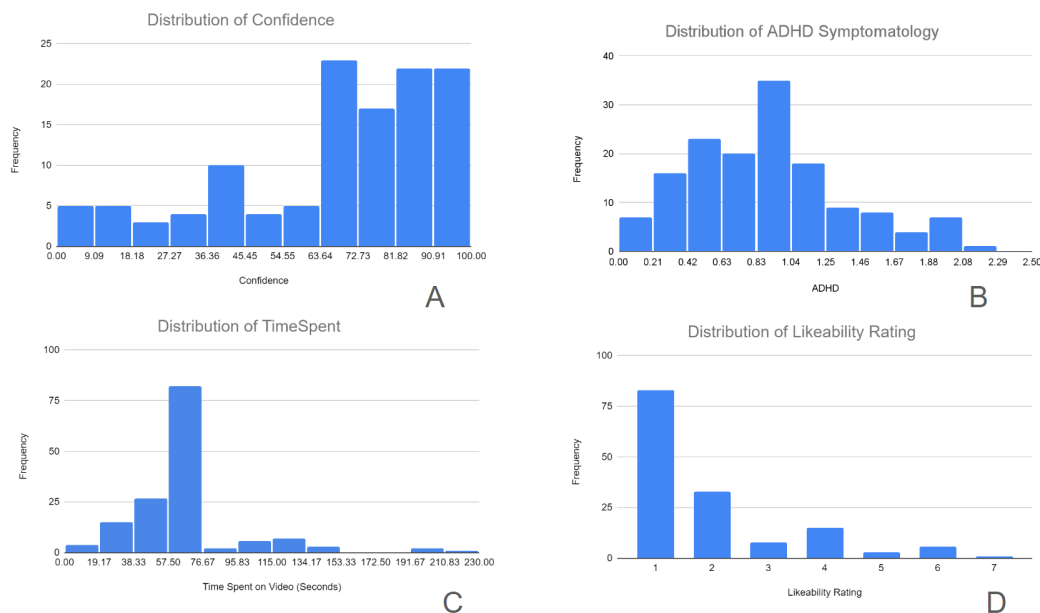 Distribution of Confidence
25
20
15
10
5
0
Frequency
0.00 9.09 18.18 27.27 36.36 45.45 54.55 63.64 72.73 81.82 90.91 100.00
Confidence
A
Distribution of ADHD Symptomatology
40
30
20
10
0
Frequency
0.00 0.21 0.42 0.63 0.83 1.04 1.25 1.46 1.67 1.88 2.08 2.29 2.50
ADHD
B
Distribution of TimeSpent
100
75
50
25
0
Frequency
0.00 19.17 38.33 57.50 76.67 95.83 115.00 134.17 153.33 172.50 191.67 210.83 230.00
Time Spent on Video (Seconds)
C
Distribution of Likeability Rating
100
75
50
25
0
Frequency
1 2 3 4 5 6 7
Likeability Rating
D